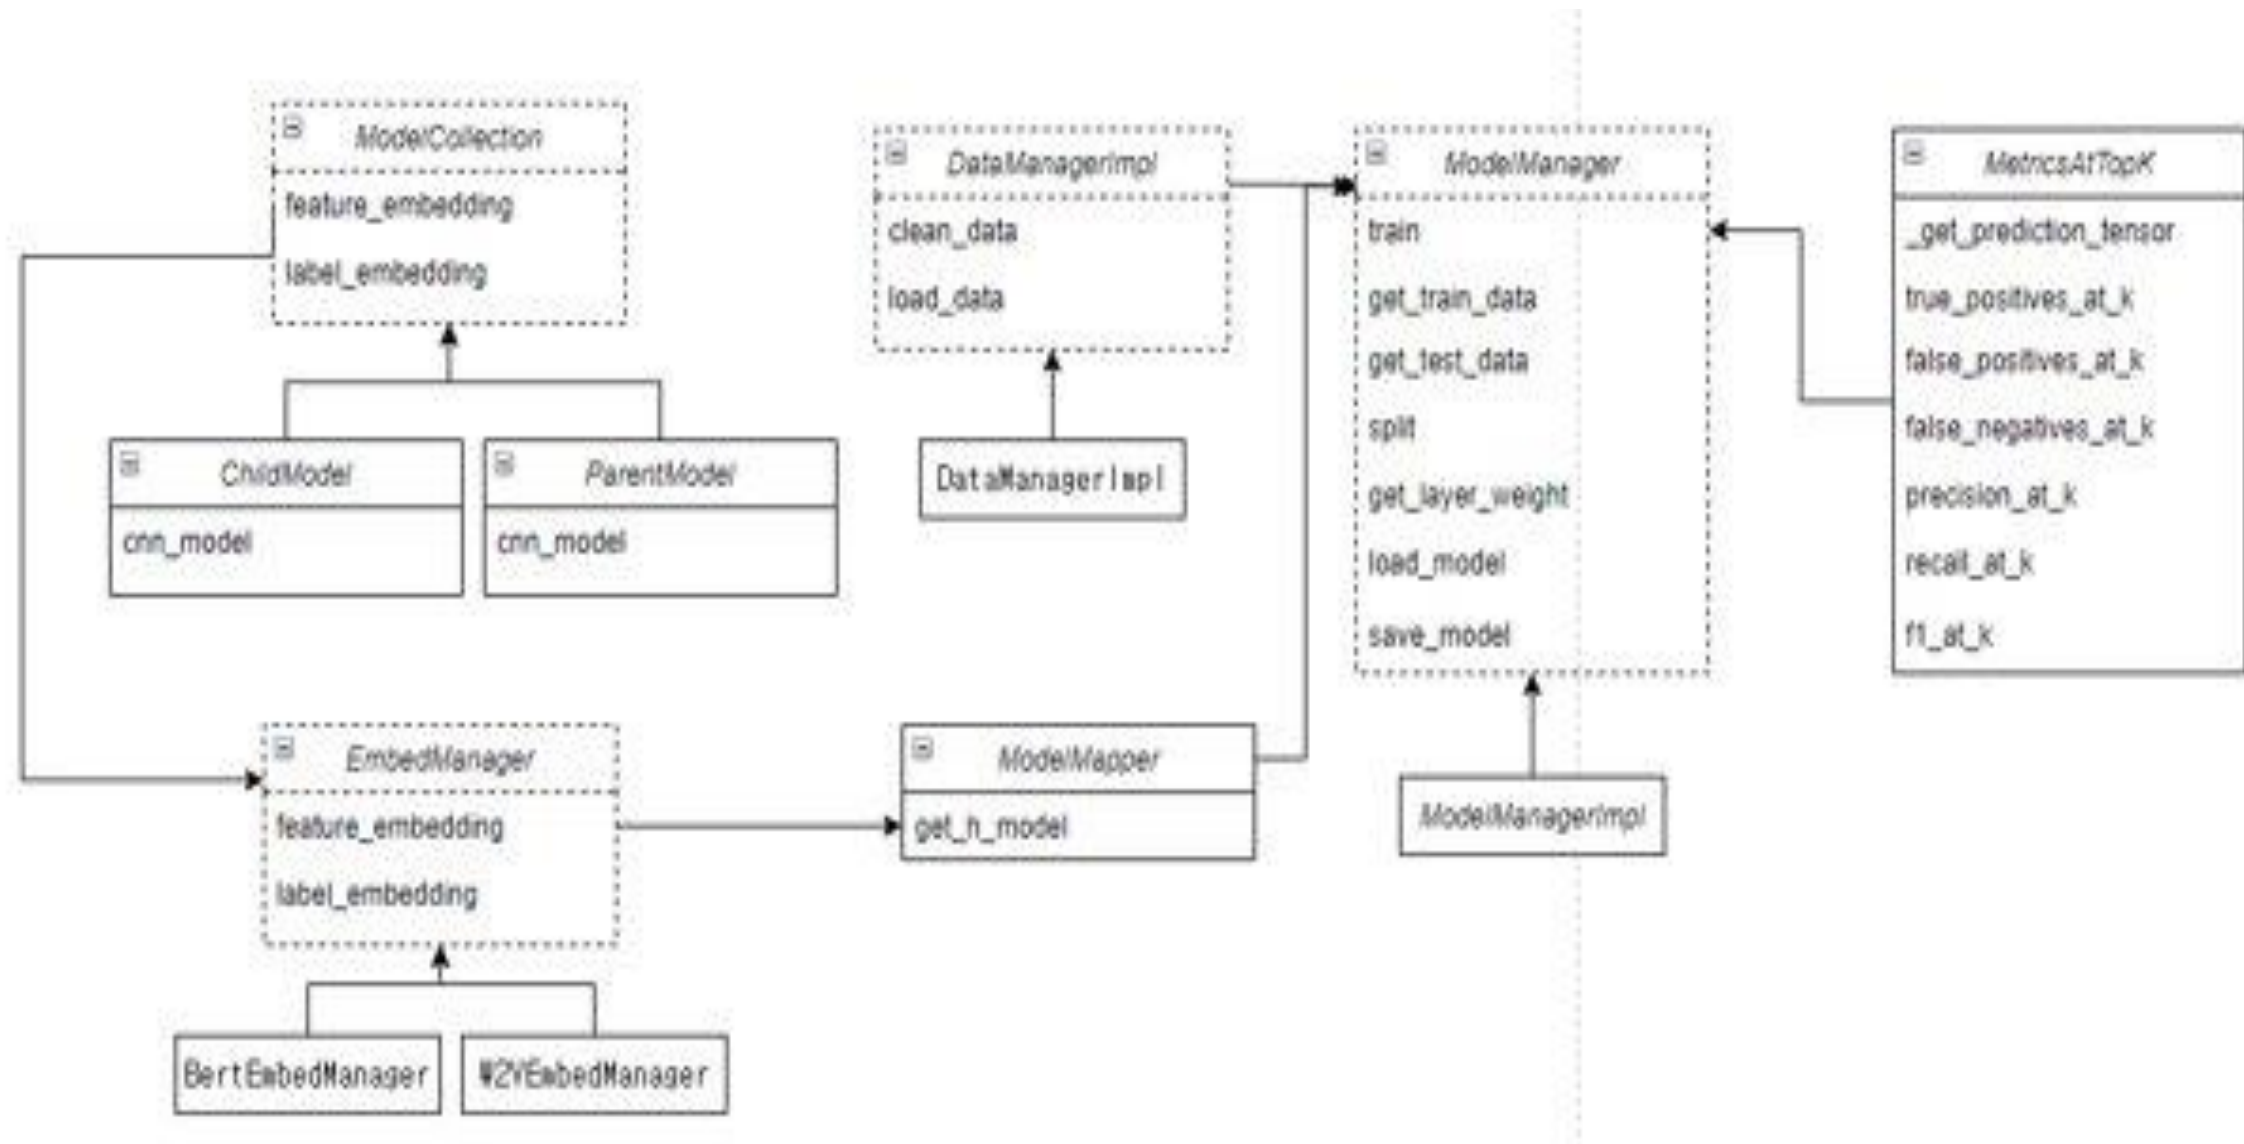 ModelCollection
feature_embedding
label_embedding
ChildModel
cnn_model
ParentModel
cnn_model
DataManagerImpl
clean_data
load_data
DataManagerImpl
ModelManager
train
get_train_data
get_test_data
split
get_layer_weight
load_model
save_model
ModelManagerImpl
MetricsAtTopK
_get_prediction_tensor
true_positives_at_k
false_positives_at_k
false_negatives_at_k
precision_at_k
recall_at_k
f1_at_k
EmbedManager
feature_embedding
label_embedding
BertEmbedManager
W2VEmbedManager
ModelMapper
get_h_model